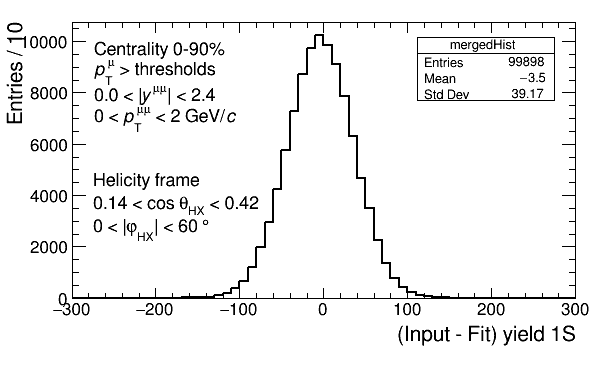 Entries / 10
10000
8000
6000
4000
2000
0
Centrality 0-90%
p_T^μ > thresholds
0.0 < |y^μμ| < 2.4
0 < p_T^μμ < 2 GeV/c
Helicity frame
0.14 < cos θ_HX < 0.42
0 < |φ_HX| < 60 °
mergedHist
Entries 99898
Mean −3.5
Std Dev 39.17
−300 −200 −100 0 100 200 300
(Input - Fit) yield 1S